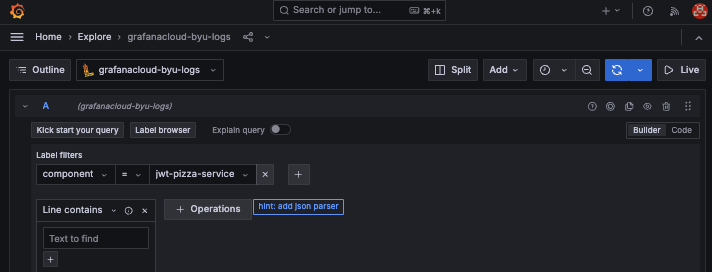 Search or jump to... ⌘+k
Home › Explore › grafanacloud-byu-logs
Outline grafanacloud-byu-logs Split Add Live
A (grafanacloud-byu-logs)
Kick start your query Label browser Explain query Builder Code
Label filters
component = jwt-pizza-service
Line contains + Operations hint: add json parser
Text to find